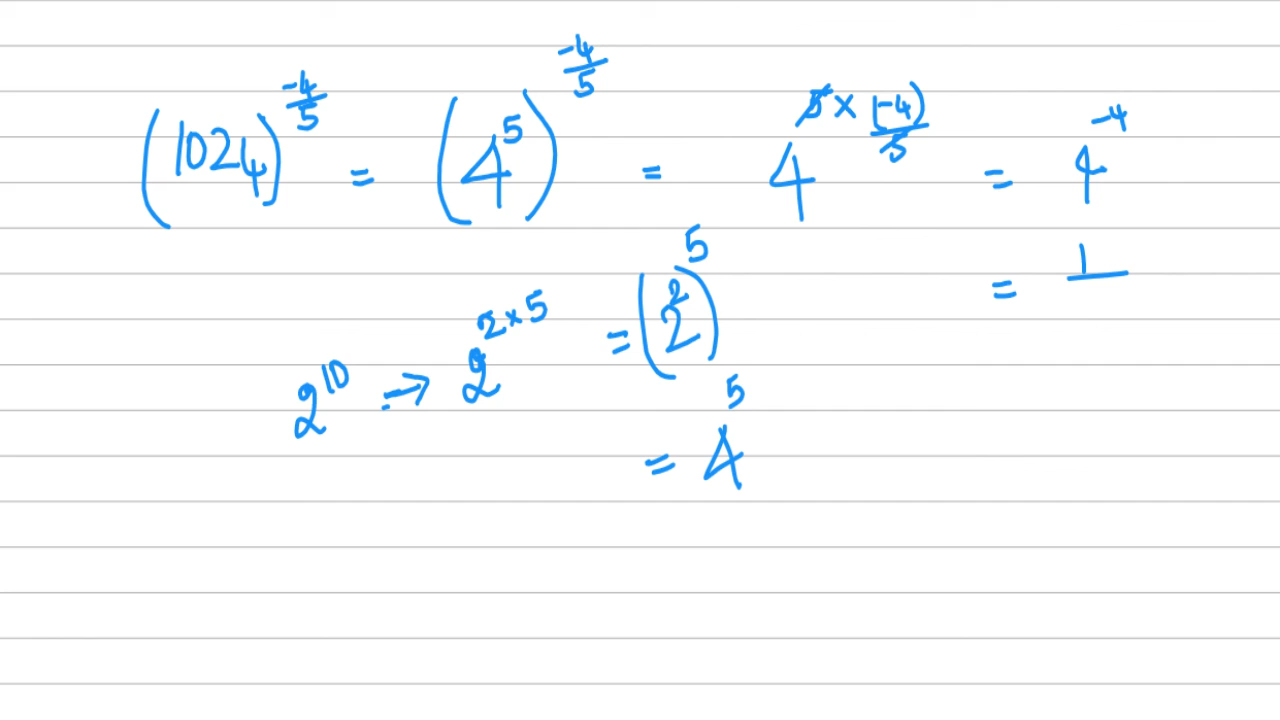 (1024)^(-4/5) = (4^5)^(-4/5) = 4^(5 × (-4)/5) = 4^-4
= 1/
2^10 → 2^(2×5) = (2^2)^5
= 4^5